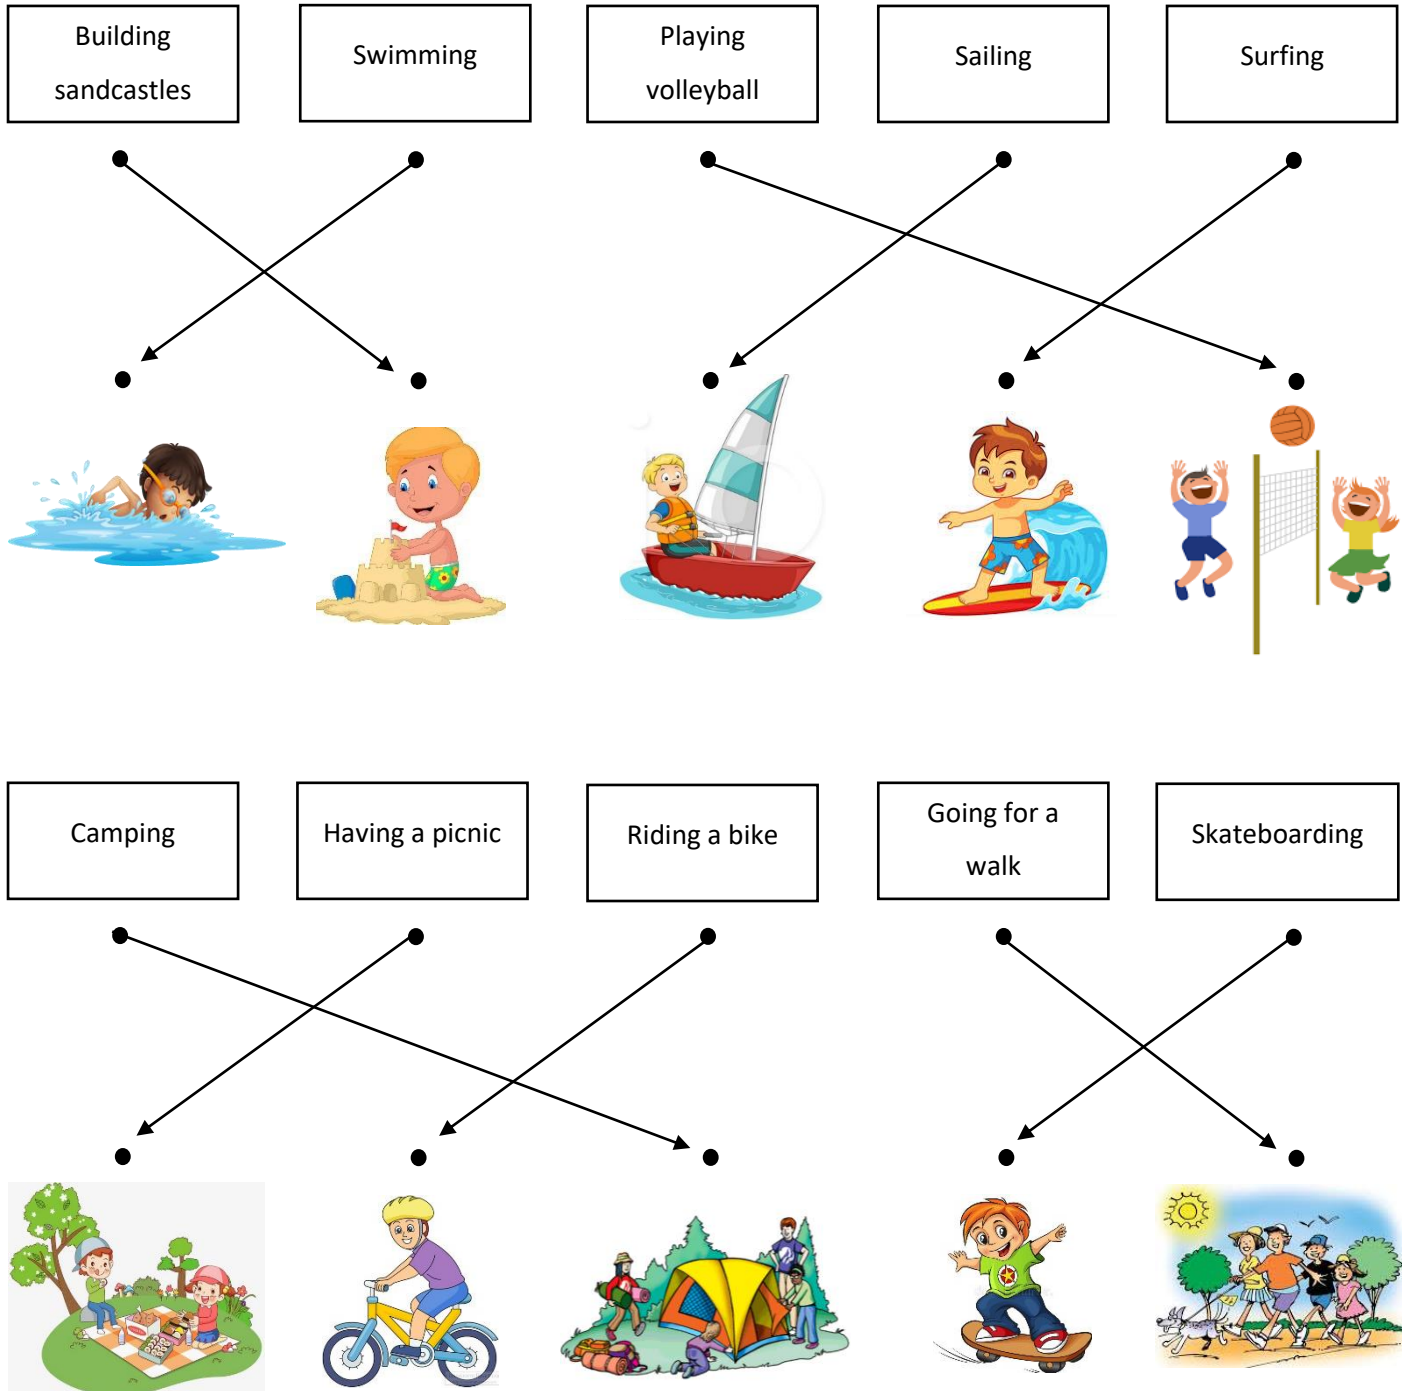 Building
sandcastles
Swimming
Playing
volleyball
Sailing
Surfing
Camping
Having a picnic
Riding a bike
Going for a
walk
Skateboarding